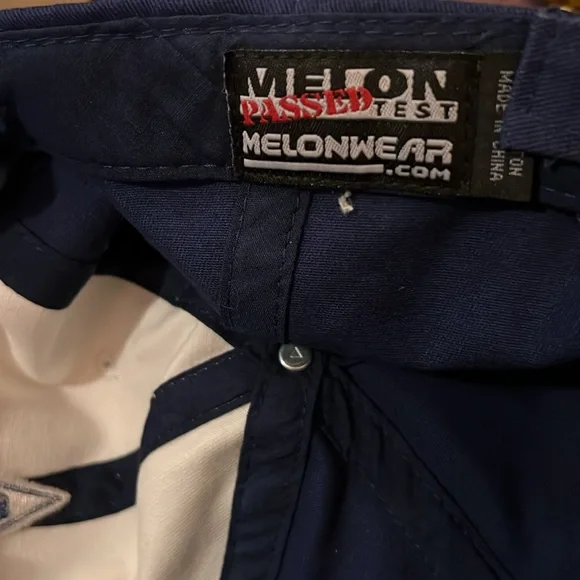 MELON
PASSED
TEST
MELONWEAR
.COM
MADE IN CHINA